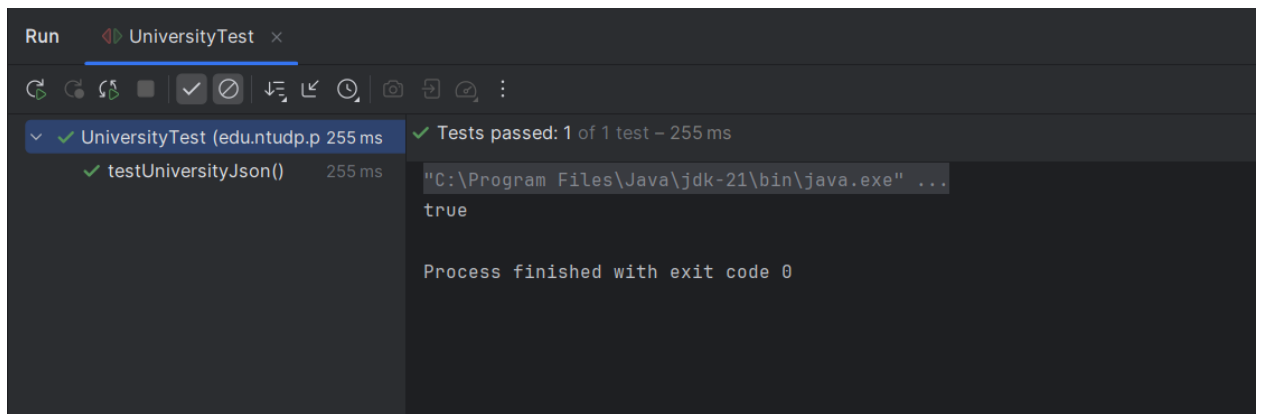 Run UniversityTest
UniversityTest (edu.ntudp.p 255 ms
testUniversityJson() 255 ms
Tests passed: 1 of 1 test – 255 ms
"C:\Program Files\Java\jdk-21\bin\java.exe" ...
true
Process finished with exit code 0